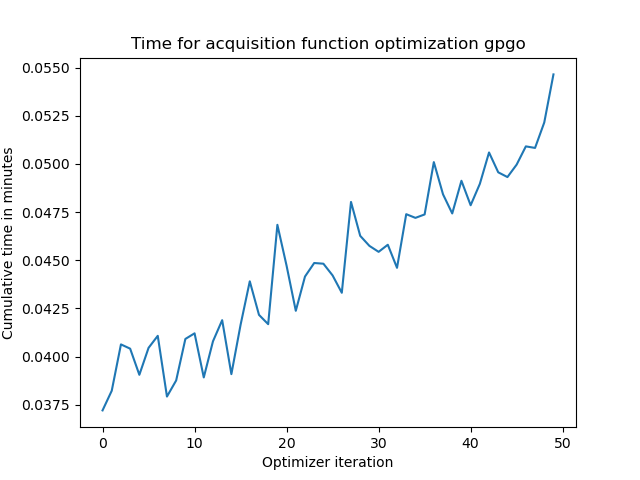 Time for acquisition function optimization gpgo
Cumulative time in minutes
0.0550
0.0525
0.0500
0.0475
0.0450
0.0425
0.0400
0.0375
0 10 20 30 40 50
Optimizer iteration